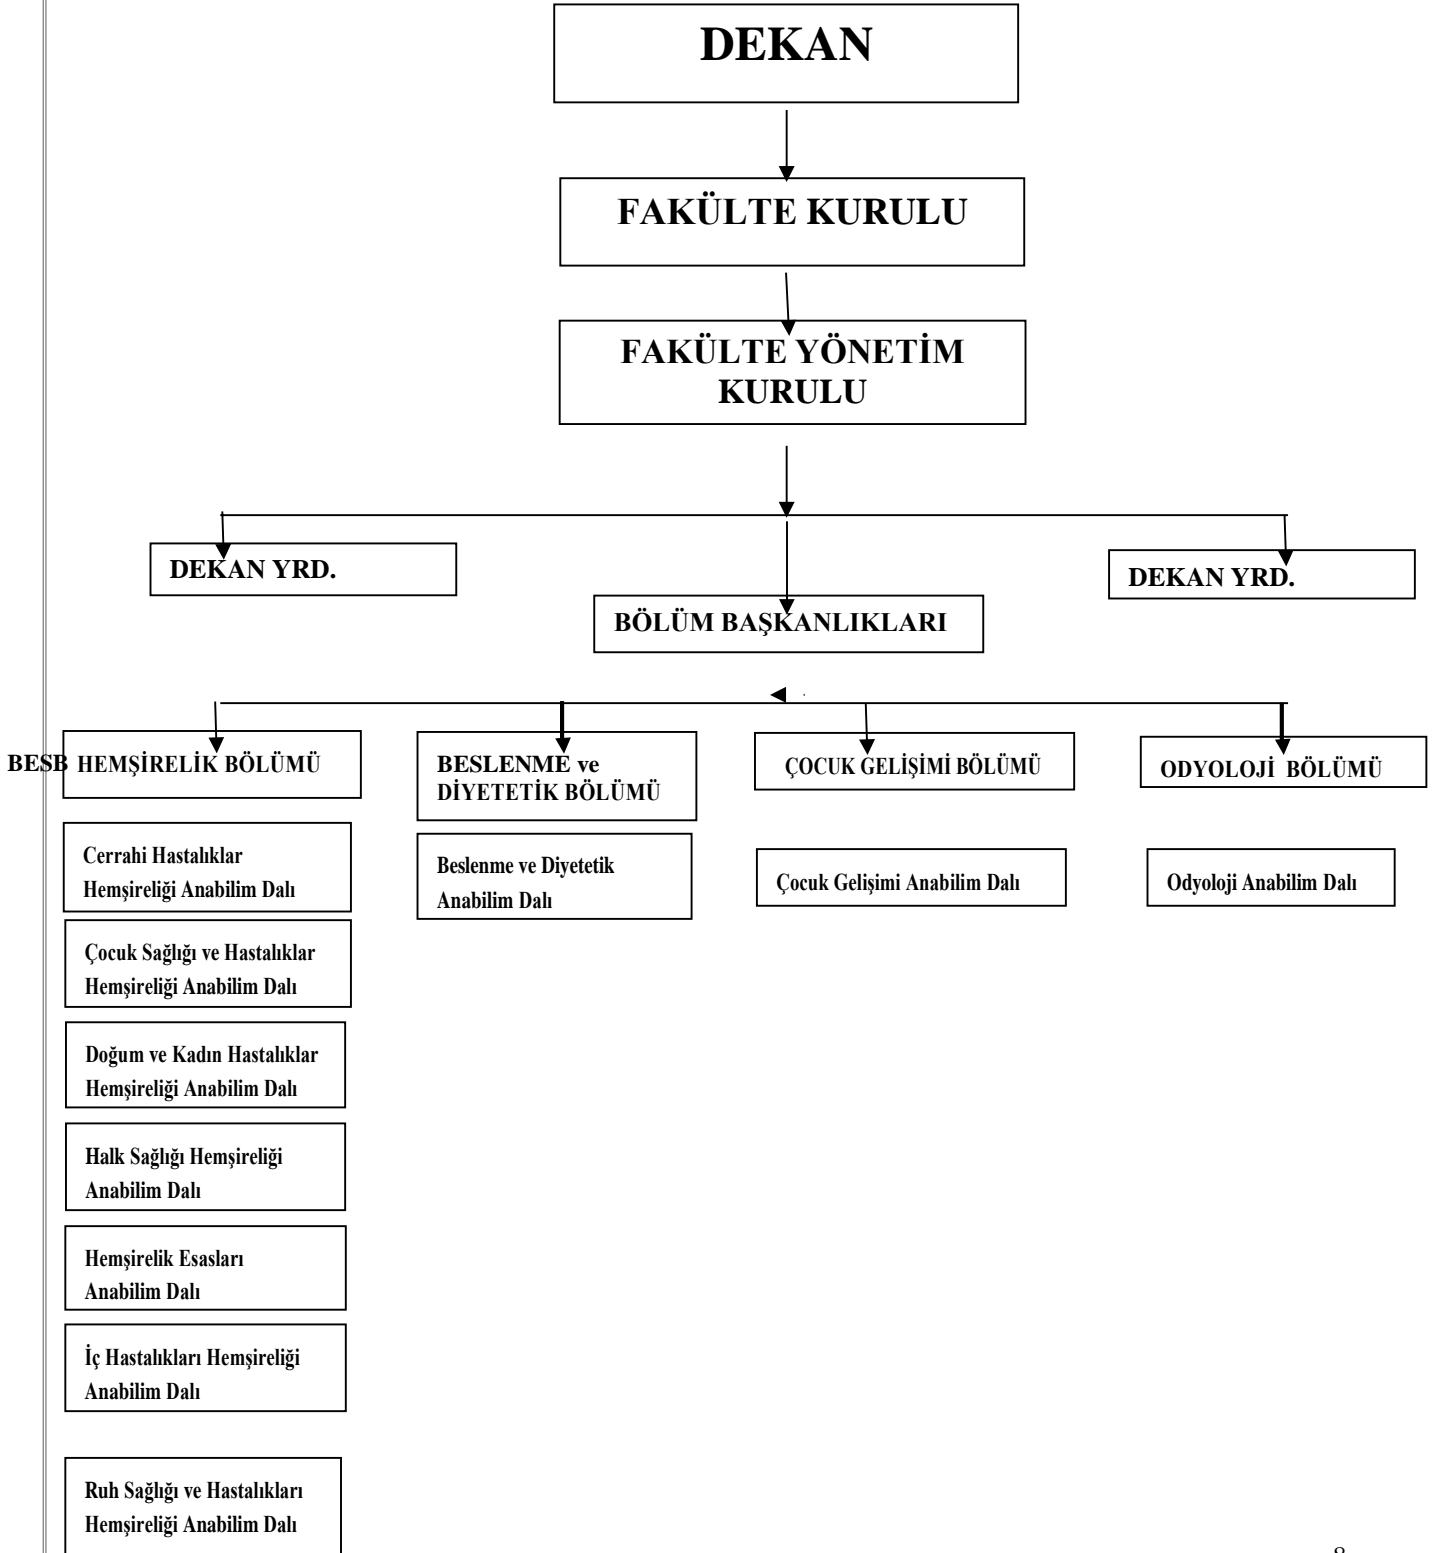 DEKAN
FAKÜLTE KURULU
FAKÜLTE YÖNETİM
KURULU
DEKAN YRD.
DEKAN YRD.
BÖLÜM BAŞKANLIKLARI
BESB
HEMŞİRELİK BÖLÜMÜ
BESLENME ve
DİYETETİK BÖLÜMÜ
ÇOCUK GELİŞİMİ BÖLÜMÜ
ODYOLOJİ BÖLÜMÜ
Cerrahi Hastalıklar
Hemşireliği Anabilim Dalı
Beslenme ve Diyetetik
Anabilim Dalı
Çocuk Gelişimi Anabilim Dalı
Odyoloji Anabilim Dalı
Çocuk Sağlığı ve Hastalıklar
Hemşireliği Anabilim Dalı
Doğum ve Kadın Hastalıklar
Hemşireliği Anabilim Dalı
Halk Sağlığı Hemşireliği
Anabilim Dalı
Hemşirelik Esasları
Anabilim Dalı
İç Hastalıkları Hemşireliği
Anabilim Dalı
Ruh Sağlığı ve Hastalıkları
Hemşireliği Anabilim Dalı